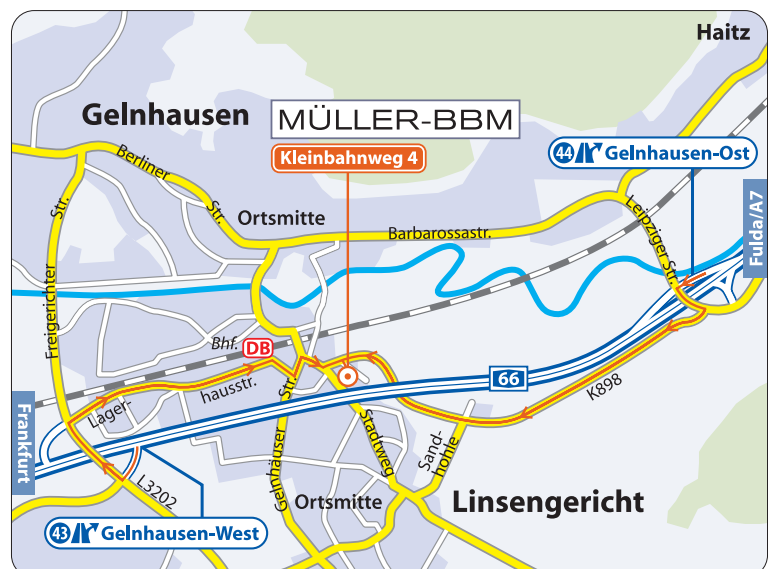 Haitz
Gelnhausen
MÜLLER-BBM
Kleinbahnweg 4
44 Gelnhausen-Ost
Berliner
Str.
Str.
Ortsmitte
Barbarossastr.
Leipziger Str.
Fulda/A7
Freigerichter
Bhf.
DB
66
K898
Lager-
hausstr.
Str.
Frankfurt
Stadtweg
Sand-
hohle
Gelnhäuser
L3202
Ortsmitte
Linsengericht
43 Gelnhausen-West